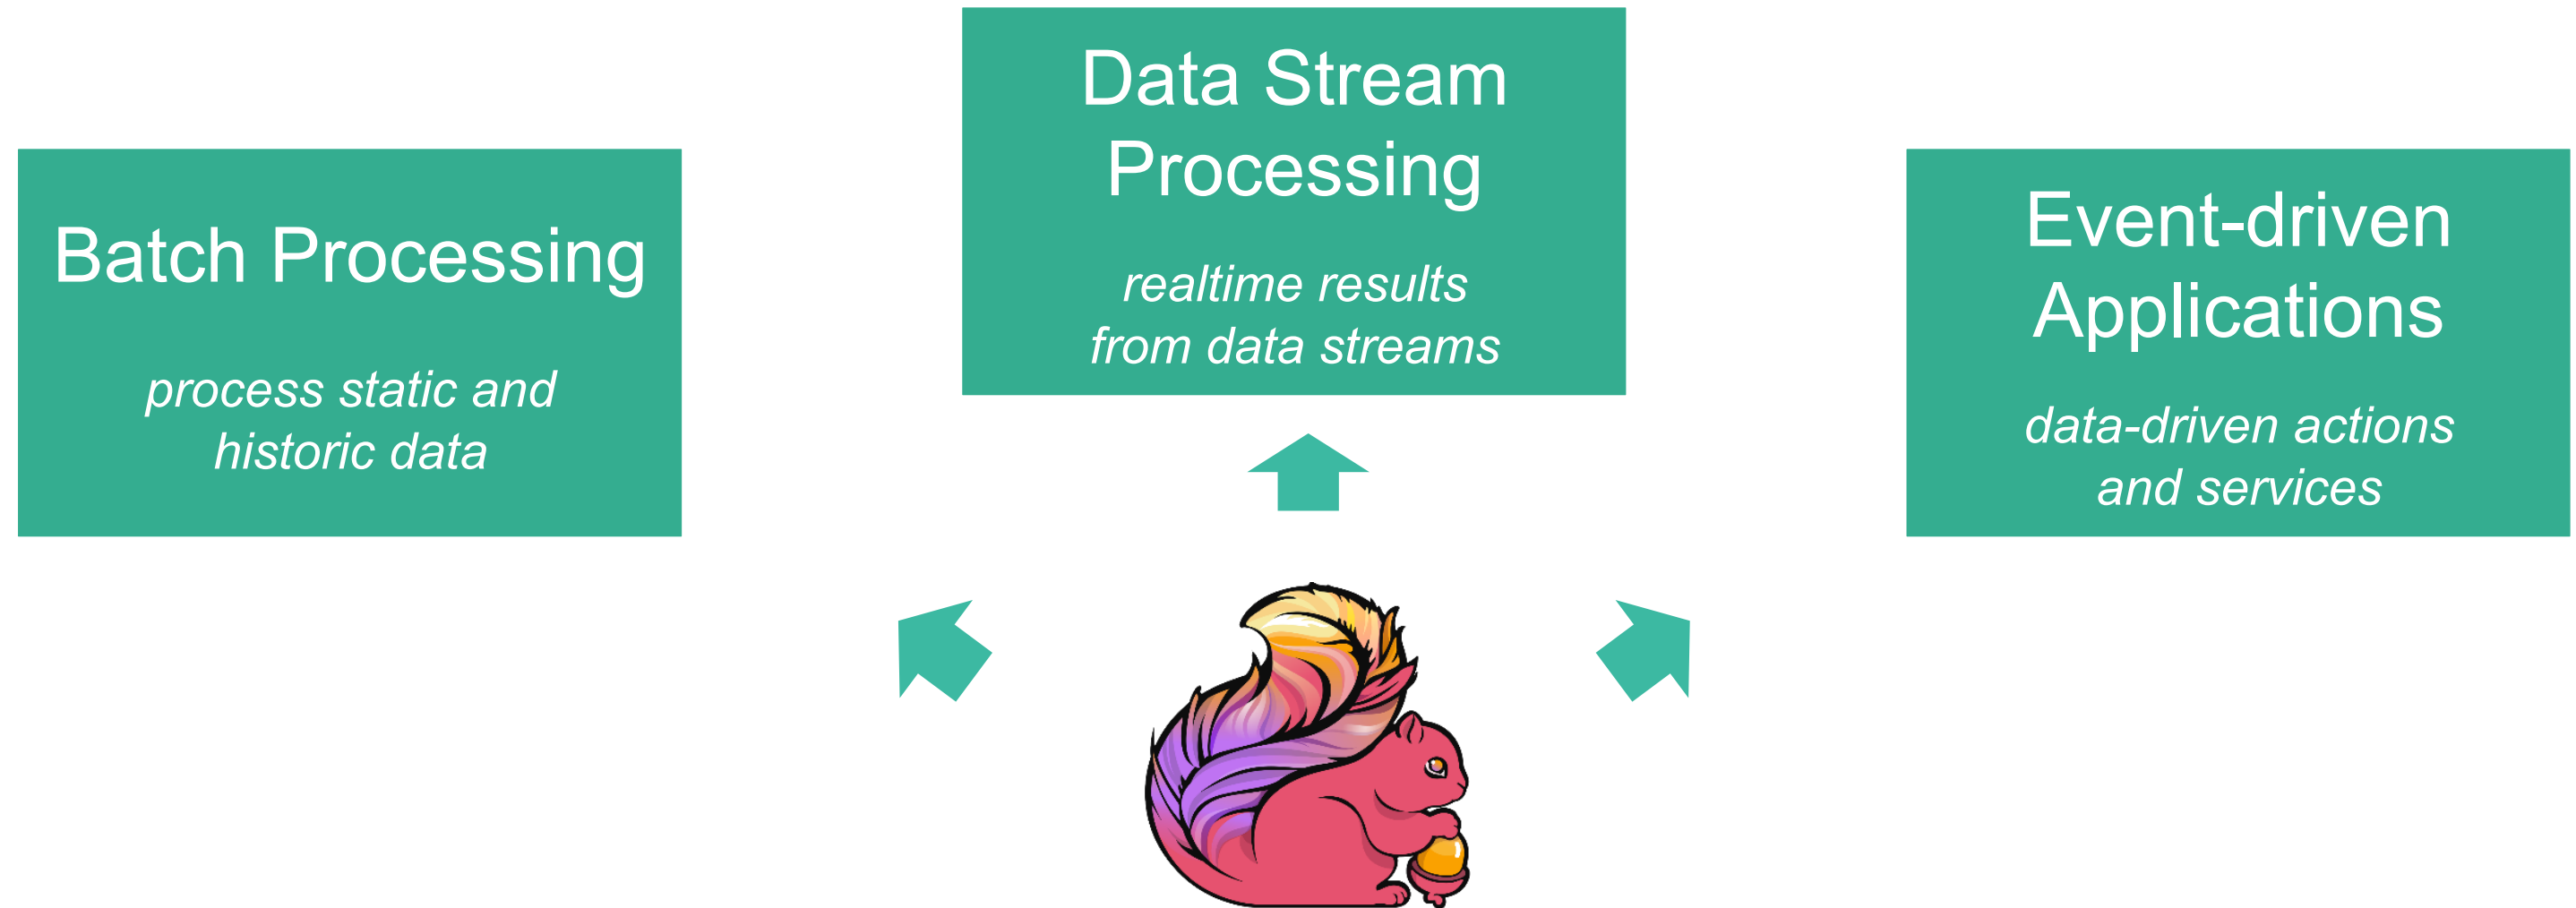 Batch Processing
process static and
historic data
Data Stream
Processing
realtime results
from data streams
Event-driven
Applications
data-driven actions
and services